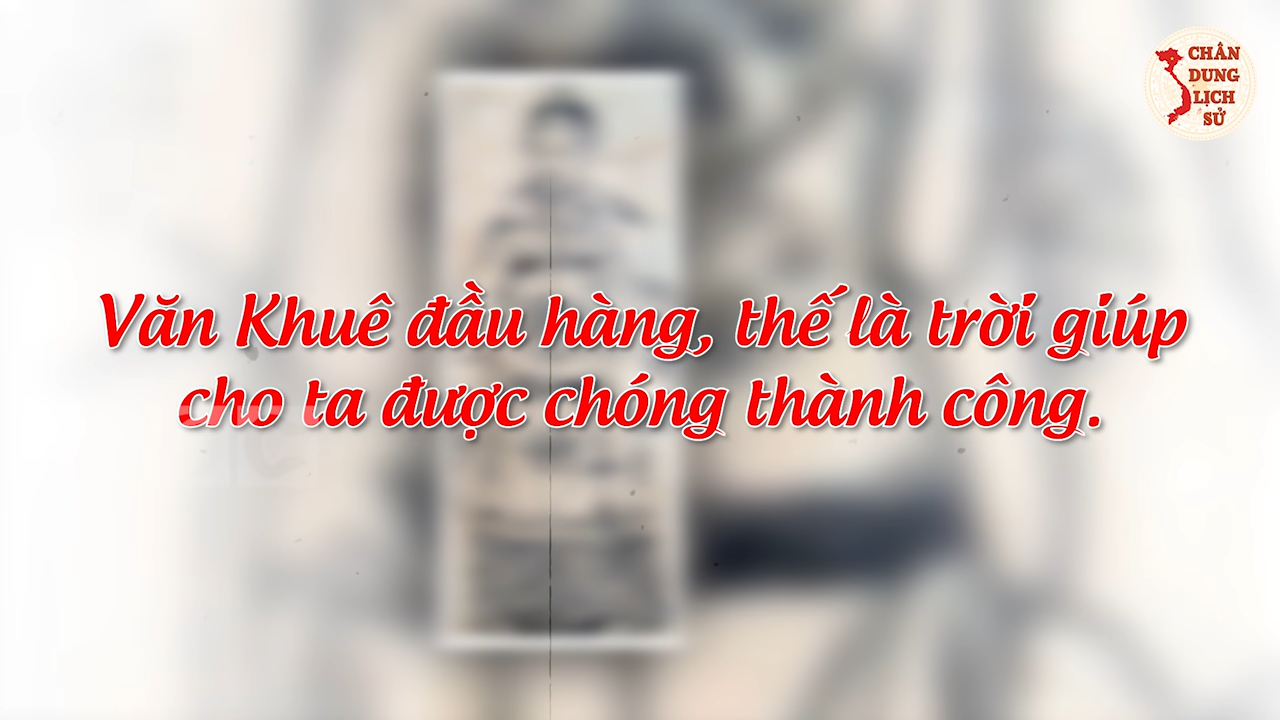 CHÂN
DUNG
LỊCH
SỬ
Văn Khuê đầu hàng, thế là trời giúp
cho ta được chóng thành công.